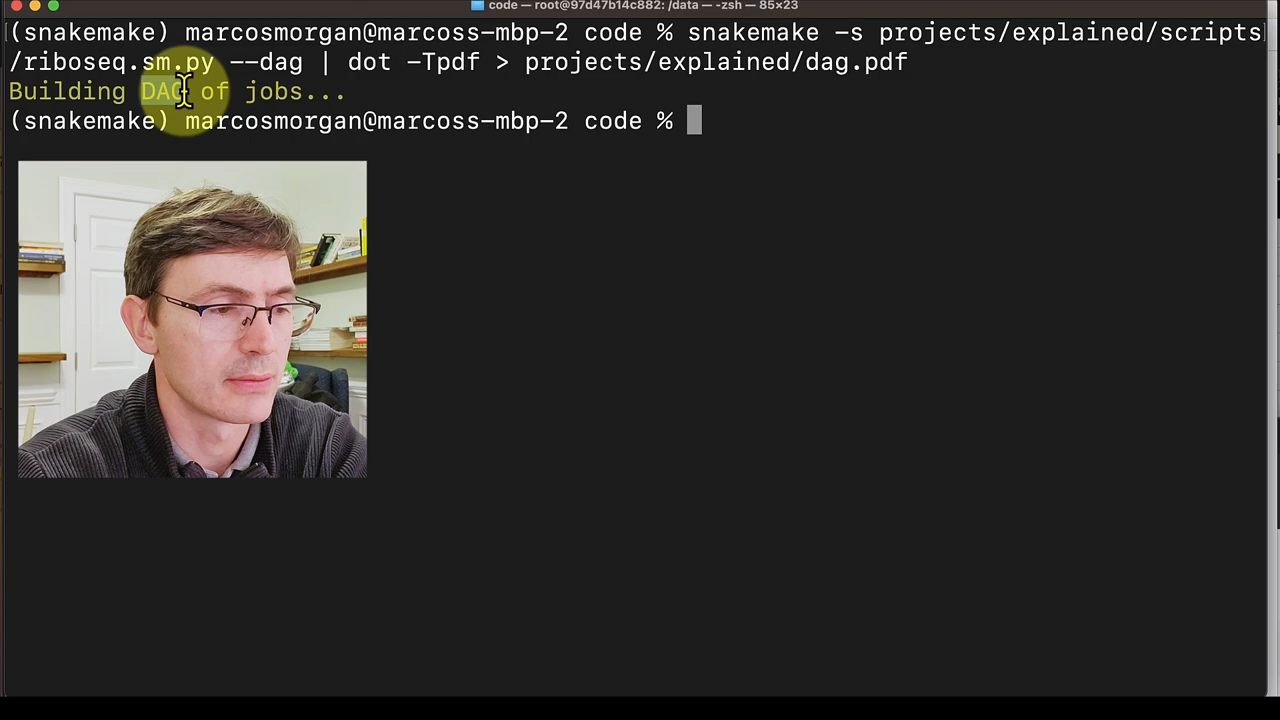 code — root@97d47b14c882: /data — -zsh — 85×23
(snakemake) marcosmorgan@marcoss-mbp-2 code % snakemake -s projects/explained/scripts
/riboseq.sm.py --dag | dot -Tpdf > projects/explained/dag.pdf
Building DAG of jobs...
(snakemake) marcosmorgan@marcoss-mbp-2 code %